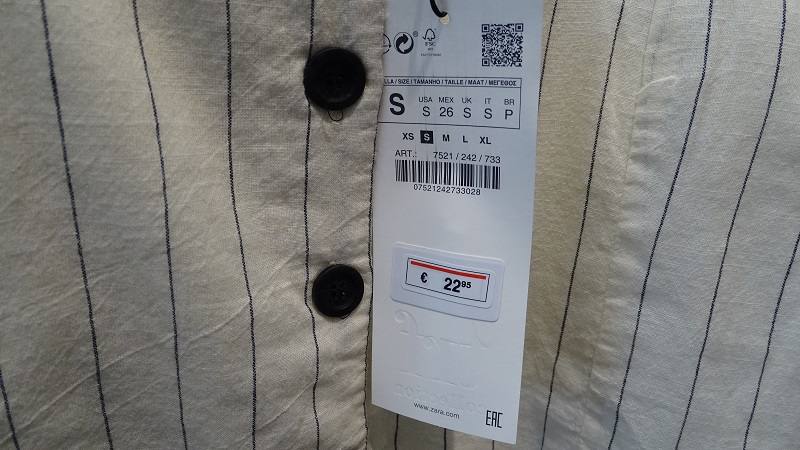 FSC
LLA / SIZE / TAMANHO / TAILLE / MAAT / ΜΕΓΕΘΟΣ
S USA MEX UK IT BR
S 26 S S P
XS S M L XL
ART.: 7521 / 242 / 733
07521242733028
€ 22 95
www.zara.com
EAC